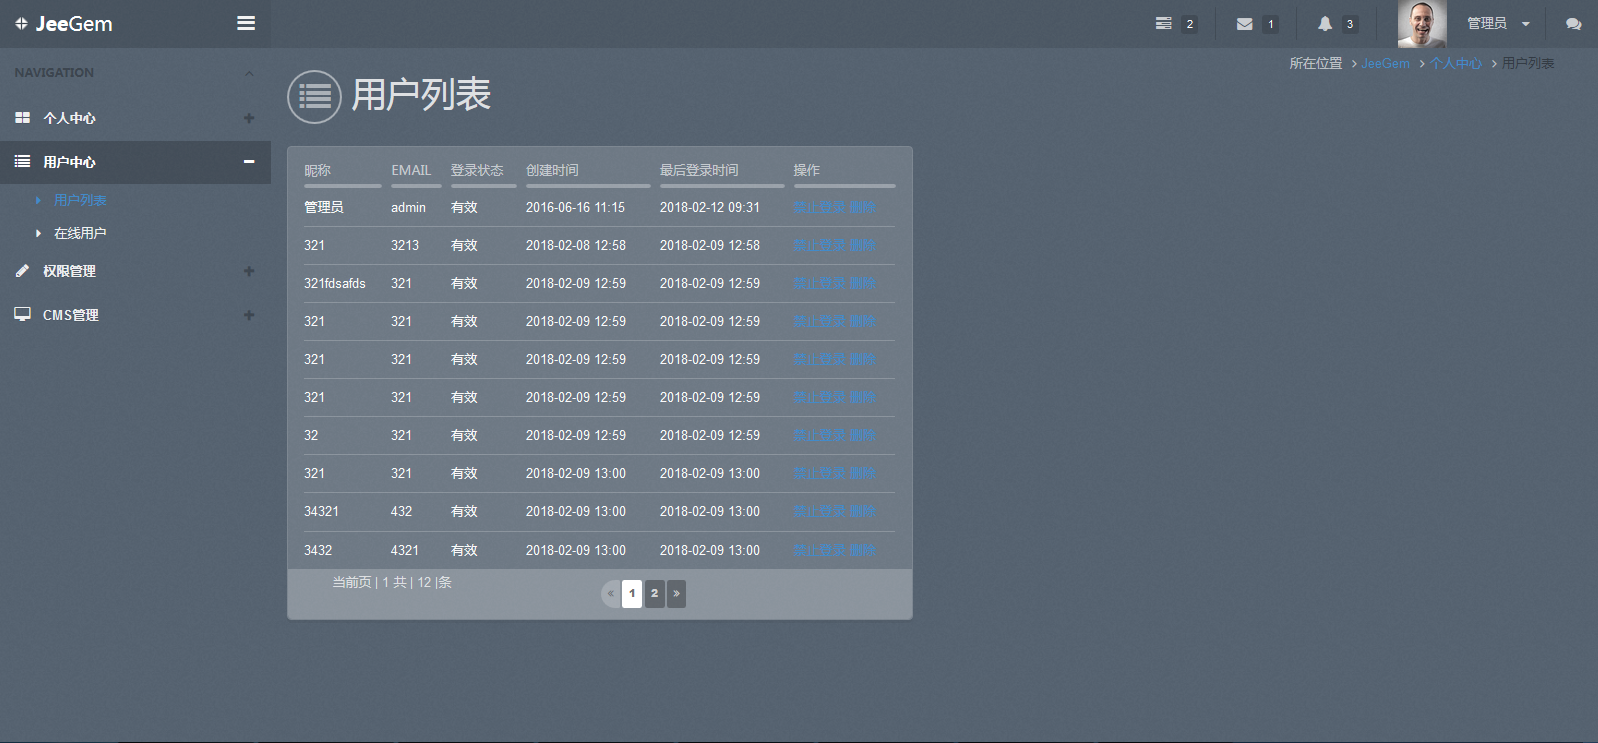 JeeGem
2
1
3
管理员
所在位置 > JeeGem > 个人中心 > 用户列表
NAVIGATION
个人中心
用户中心
用户列表
在线用户
权限管理
CMS管理
用户列表
昵称 EMAIL 登录状态 创建时间 最后登录时间 操作
管理员 admin 有效 2016-06-16 11:15 2018-02-12 09:31 禁止登录 删除
321 3213 有效 2018-02-08 12:58 2018-02-09 12:58 禁止登录 删除
321fdsafds 321 有效 2018-02-09 12:59 2018-02-09 12:59 禁止登录 删除
321 321 有效 2018-02-09 12:59 2018-02-09 12:59 禁止登录 删除
321 321 有效 2018-02-09 12:59 2018-02-09 12:59 禁止登录 删除
321 321 有效 2018-02-09 12:59 2018-02-09 12:59 禁止登录 删除
32 321 有效 2018-02-09 12:59 2018-02-09 12:59 禁止登录 删除
321 321 有效 2018-02-09 13:00 2018-02-09 13:00 禁止登录 删除
34321 432 有效 2018-02-09 13:00 2018-02-09 13:00 禁止登录 删除
3432 4321 有效 2018-02-09 13:00 2018-02-09 13:00 禁止登录 删除
当前页 | 1 共 | 12 |条
« 1 2 »